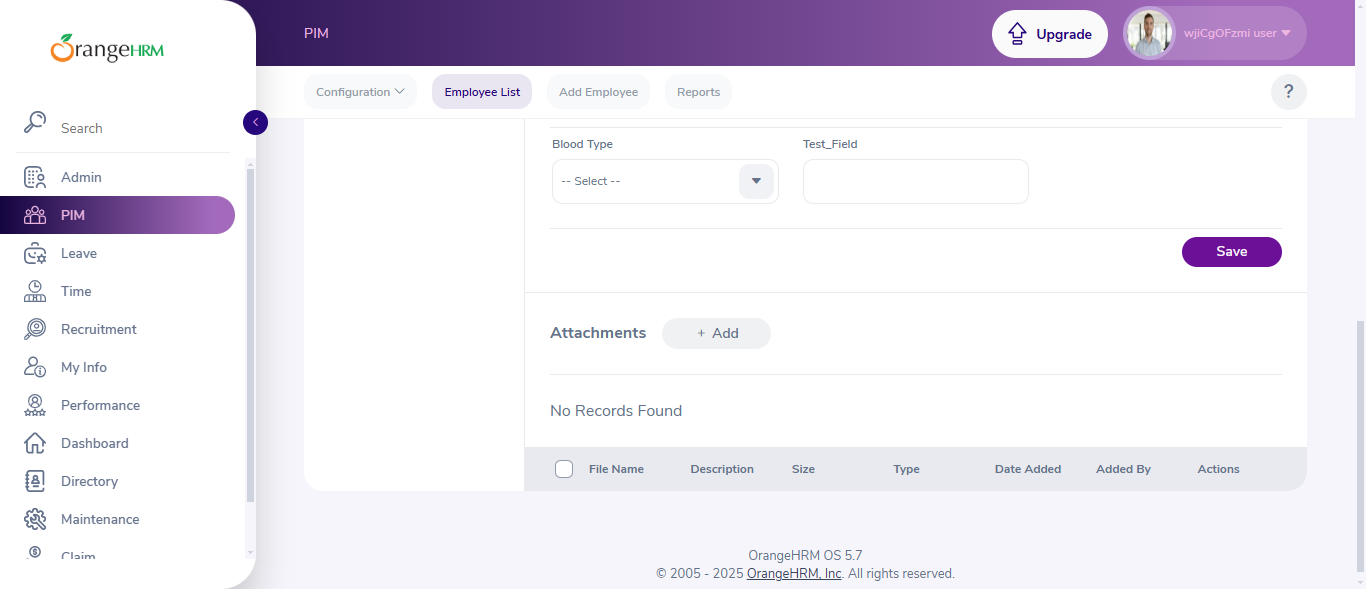 OrangeHRM
PIM
Upgrade
wjiCgOFzmi user
Configuration
Employee List
Add Employee
Reports
?
Search
Admin
PIM
Leave
Time
Recruitment
My Info
Performance
Dashboard
Directory
Maintenance
Claim
Blood Type
Test_Field
-- Select --
Save
Attachments
+ Add
No Records Found
File Name Description Size Type Date Added Added By Actions
OrangeHRM OS 5.7
© 2005 - 2025 OrangeHRM, Inc. All rights reserved.